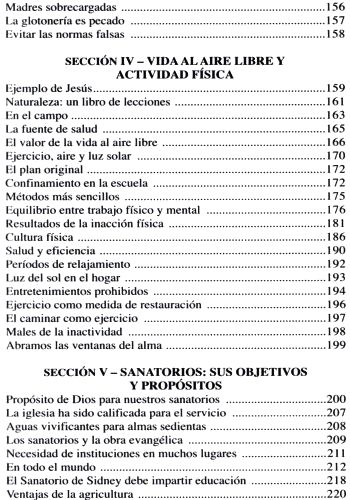 Madres sobrecargadas ..............................................................156
La glotonería es pecado ...........................................................157
Evitar las normas falsas ...........................................................158
SECCIÓN IV – VIDA AL AIRE LIBRE Y
ACTIVIDAD FÍSICA
Ejemplo de Jesús.....................................................................159
Naturaleza: un libro de lecciones ............................................161
En el campo ............................................................................163
La fuente de salud ...................................................................165
El valor de la vida al aire libre .................................................166
Ejercicio, aire y luz solar .........................................................170
El plan original ........................................................................172
Confinamiento en la escuela ...................................................172
Métodos más sencillos ............................................................175
Equilibrio entre trabajo físico y mental ...................................176
Resultados de la inacción física ..............................................181
Cultura física ...........................................................................186
Salud y eficiencia ....................................................................190
Períodos de relajamiento .........................................................192
Luz del sol en el hogar ............................................................193
Entretenimientos prohibidos ...................................................194
Ejercicio como medida de restauración ..................................196
El caminar como ejercicio .......................................................197
Males de la inactividad ...........................................................198
Abramos las ventanas del alma ...............................................199
SECCIÓN V – SANATORIOS: SUS OBJETIVOS
Y PROPÓSITOS
Propósito de Dios para nuestros sanatorios .............................200
La iglesia ha sido calificada para el servicio ...........................207
Aguas vivificantes para almas sedientas ..................................208
Los sanatorios y la obra evangélica .........................................209
Necesidad de instituciones en muchos lugares ........................211
En todo el mundo ....................................................................212
El Sanatorio de Sidney debe impartir educación .....................218
Ventajas de la agricultura ........................................................220